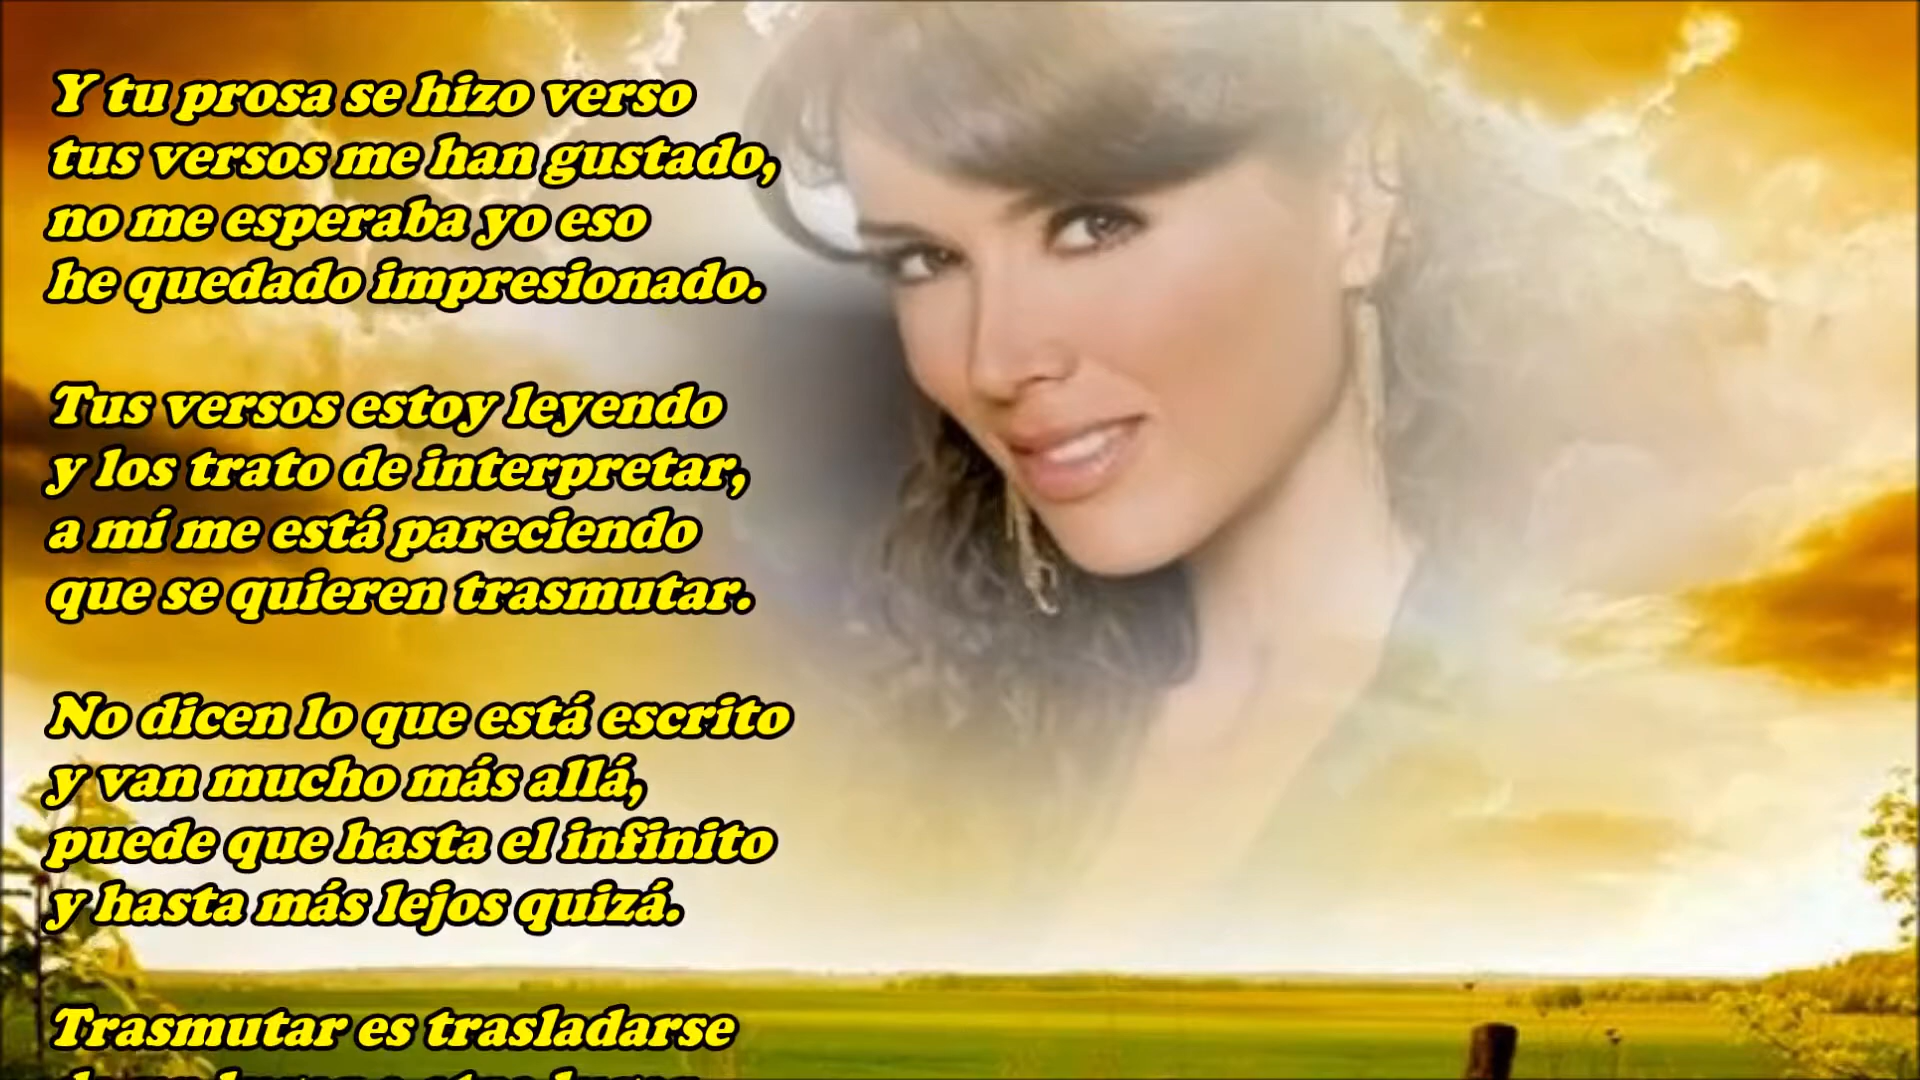 Y tu prosa se hizo verso
tus versos me han gustado,
no me esperaba yo eso
he quedado impresionado.
Tus versos estoy leyendo
y los trato de interpretar,
a mí me está pareciendo
que se quieren trasmutar.
No dicen lo que está escrito
y van mucho más allá,
puede que hasta el infinito
y hasta más lejos quizá.
Trasmutar es trasladarse